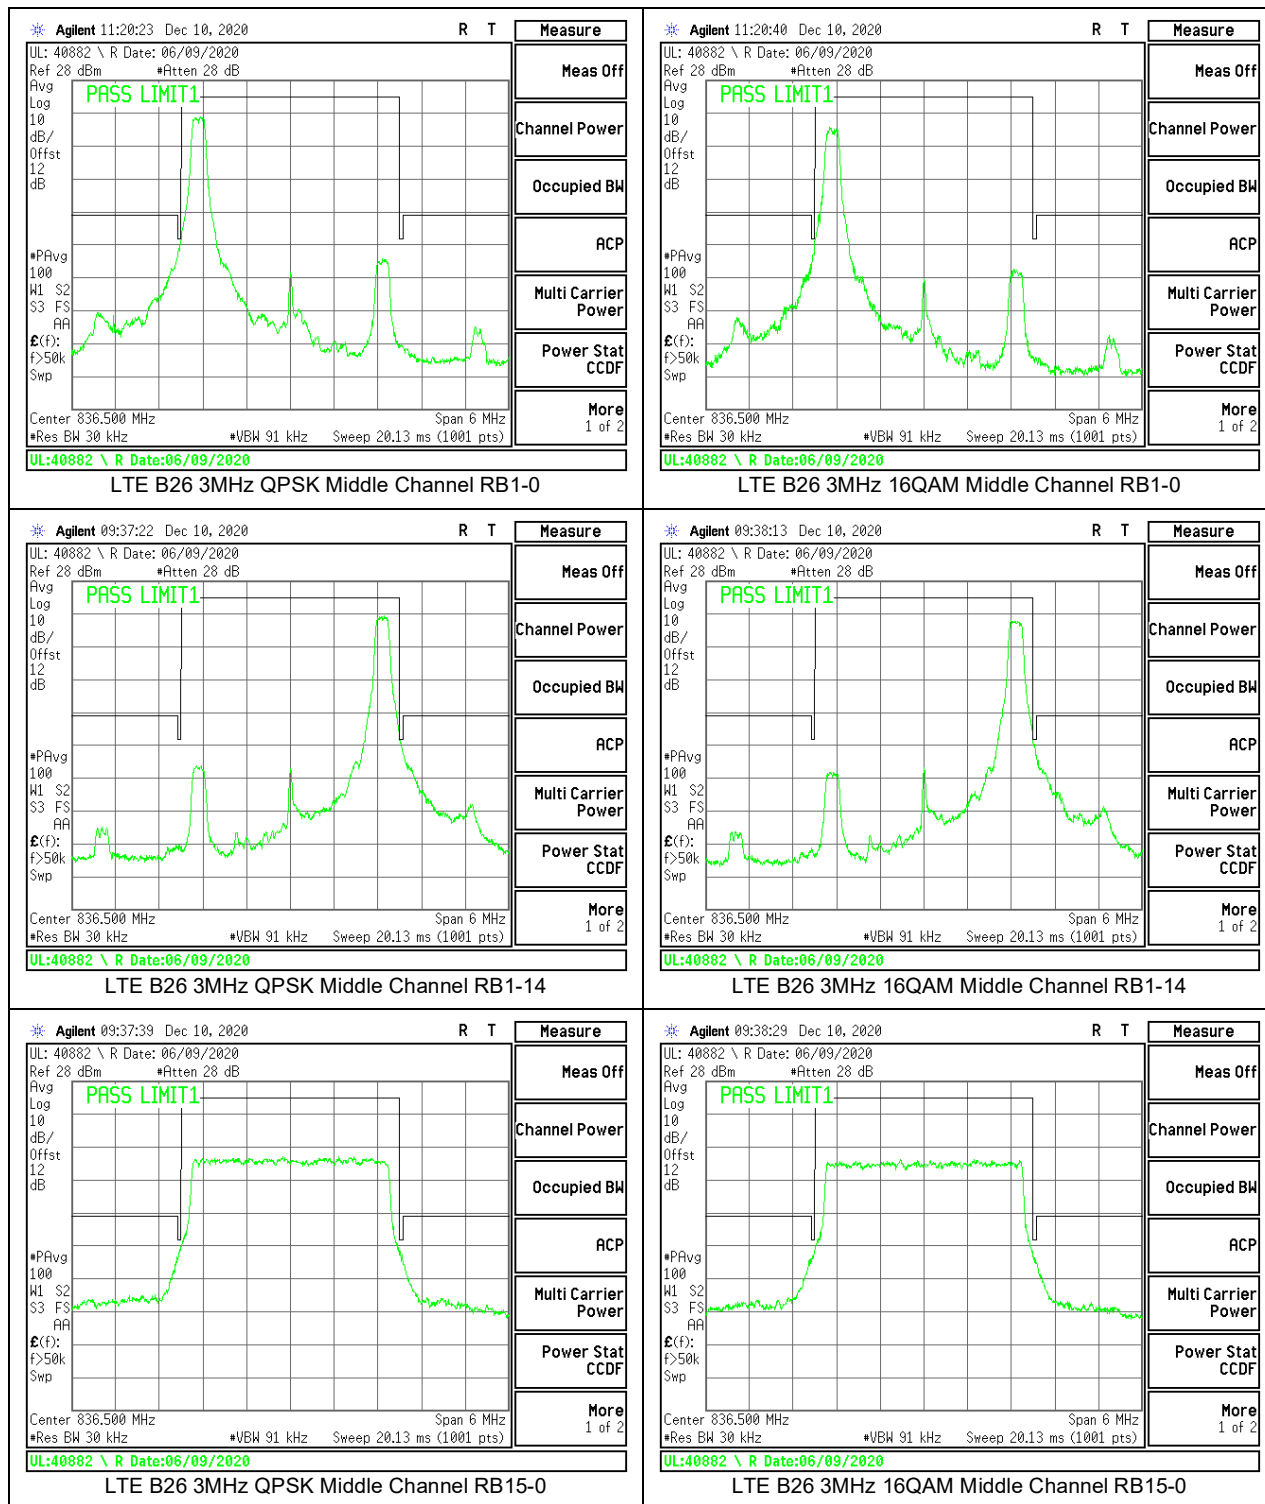 Agilent 11:20:23 Dec 10, 2020 R T Measure
UL: 40882 \ R Date: 06/09/2020
Ref 28 dBm #Atten 28 dB Meas Off
Avg
Log
PASS LIMIT1
10
dB/ Channel Power
Offst
12
dB Occupied BW
ACP
#PAvg
100
W1 S2 Multi Carrier
S3 FS Power
AA
£(f):
f>50k Power Stat
CCDF
Swp
More
Center 836.500 MHz Span 6 MHz 1 of 2
#Res BW 30 kHz #VBW 91 kHz Sweep 20.13 ms (1001 pts)
UL:40882 \ R Date:06/09/2020
LTE B26 3MHz QPSK Middle Channel RB1-0
Agilent 11:20:40 Dec 10, 2020 R T Measure
UL: 40882 \ R Date: 06/09/2020
Ref 28 dBm #Atten 28 dB Meas Off
Avg
Log
PASS LIMIT1
10
dB/ Channel Power
Offst
12
dB Occupied BW
ACP
#PAvg
100
W1 S2 Multi Carrier
S3 FS Power
AA
£(f):
f>50k Power Stat
CCDF
Swp
More
Center 836.500 MHz Span 6 MHz 1 of 2
#Res BW 30 kHz #VBW 91 kHz Sweep 20.13 ms (1001 pts)
UL:40882 \ R Date:06/09/2020
LTE B26 3MHz 16QAM Middle Channel RB1-0
Agilent 09:37:22 Dec 10, 2020 R T Measure
UL: 40882 \ R Date: 06/09/2020
Ref 28 dBm #Atten 28 dB Meas Off
Avg
Log
PASS LIMIT1
10
dB/ Channel Power
Offst
12
dB Occupied BW
ACP
#PAvg
100
W1 S2 Multi Carrier
S3 FS Power
AA
£(f):
f>50k Power Stat
CCDF
Swp
More
Center 836.500 MHz Span 6 MHz 1 of 2
#Res BW 30 kHz #VBW 91 kHz Sweep 20.13 ms (1001 pts)
UL:40882 \ R Date:06/09/2020
LTE B26 3MHz QPSK Middle Channel RB1-14
Agilent 09:38:13 Dec 10, 2020 R T Measure
UL: 40882 \ R Date: 06/09/2020
Ref 28 dBm #Atten 28 dB Meas Off
Avg
Log
PASS LIMIT1
10
dB/ Channel Power
Offst
12
dB Occupied BW
ACP
#PAvg
100
W1 S2 Multi Carrier
S3 FS Power
AA
£(f):
f>50k Power Stat
CCDF
Swp
More
Center 836.500 MHz Span 6 MHz 1 of 2
#Res BW 30 kHz #VBW 91 kHz Sweep 20.13 ms (1001 pts)
UL:40882 \ R Date:06/09/2020
LTE B26 3MHz 16QAM Middle Channel RB1-14
Agilent 09:37:39 Dec 10, 2020 R T Measure
UL: 40882 \ R Date: 06/09/2020
Ref 28 dBm #Atten 28 dB Meas Off
Avg
Log
PASS LIMIT1
10
dB/ Channel Power
Offst
12
dB Occupied BW
ACP
#PAvg
100
W1 S2 Multi Carrier
S3 FS Power
AA
£(f):
f>50k Power Stat
CCDF
Swp
More
Center 836.500 MHz Span 6 MHz 1 of 2
#Res BW 30 kHz #VBW 91 kHz Sweep 20.13 ms (1001 pts)
UL:40882 \ R Date:06/09/2020
LTE B26 3MHz QPSK Middle Channel RB15-0
Agilent 09:38:29 Dec 10, 2020 R T Measure
UL: 40882 \ R Date: 06/09/2020
Ref 28 dBm #Atten 28 dB Meas Off
Avg
Log
PASS LIMIT1
10
dB/ Channel Power
Offst
12
dB Occupied BW
ACP
#PAvg
100
W1 S2 Multi Carrier
S3 FS Power
AA
£(f):
f>50k Power Stat
CCDF
Swp
More
Center 836.500 MHz Span 6 MHz 1 of 2
#Res BW 30 kHz #VBW 91 kHz Sweep 20.13 ms (1001 pts)
UL:40882 \ R Date:06/09/2020
LTE B26 3MHz 16QAM Middle Channel RB15-0